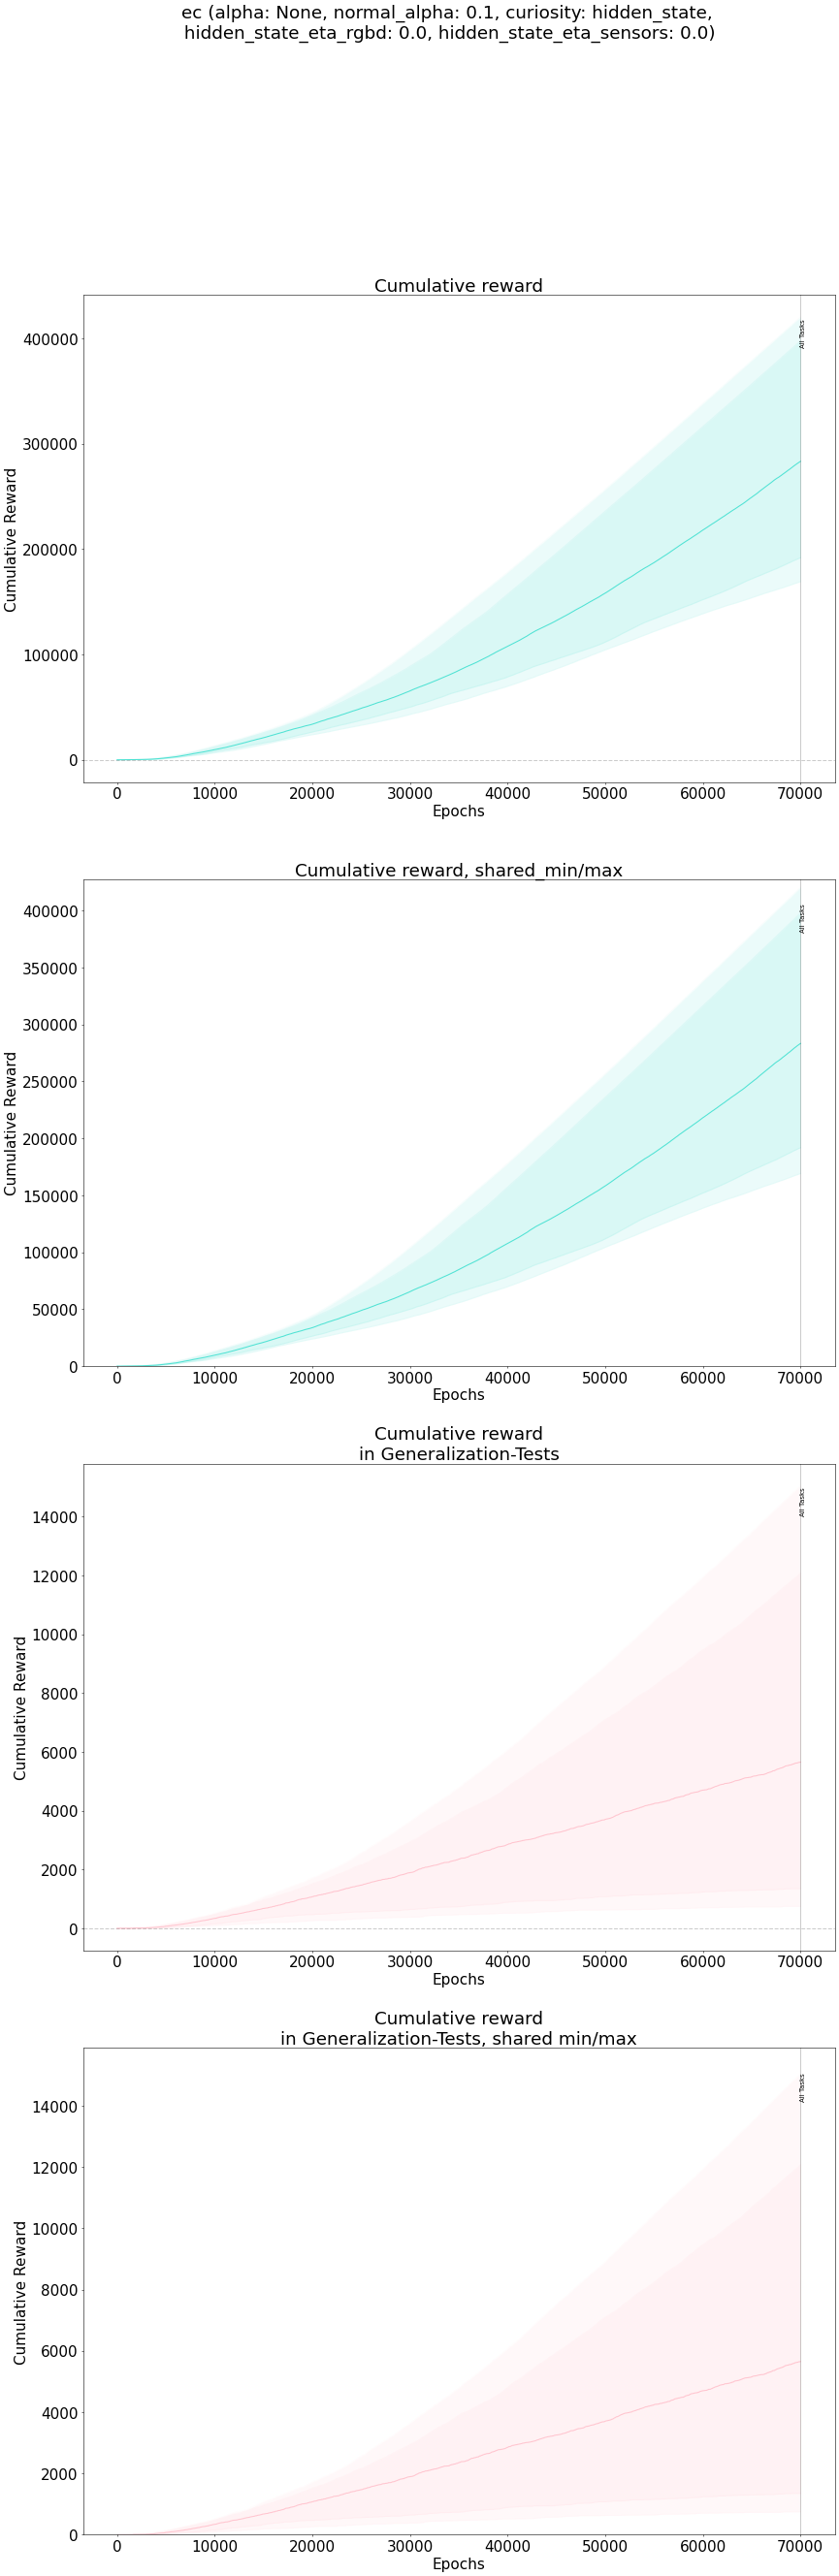 ec (alpha: None, normal_alpha: 0.1, curiosity: hidden_state,
hidden_state_eta_rgbd: 0.0, hidden_state_eta_sensors: 0.0)
Cumulative reward
Cumulative Reward
400000
300000
200000
100000
0
All Tasks
0 10000 20000 30000 40000 50000 60000 70000
Epochs
Cumulative reward, shared_min/max
Cumulative Reward
400000
350000
300000
250000
200000
150000
100000
50000
0
All Tasks
0 10000 20000 30000 40000 50000 60000 70000
Epochs
Cumulative reward
in Generalization-Tests
Cumulative Reward
14000
12000
10000
8000
6000
4000
2000
0
All Tasks
0 10000 20000 30000 40000 50000 60000 70000
Epochs
Cumulative reward
in Generalization-Tests, shared min/max
Cumulative Reward
14000
12000
10000
8000
6000
4000
2000
0
All Tasks
0 10000 20000 30000 40000 50000 60000 70000
Epochs